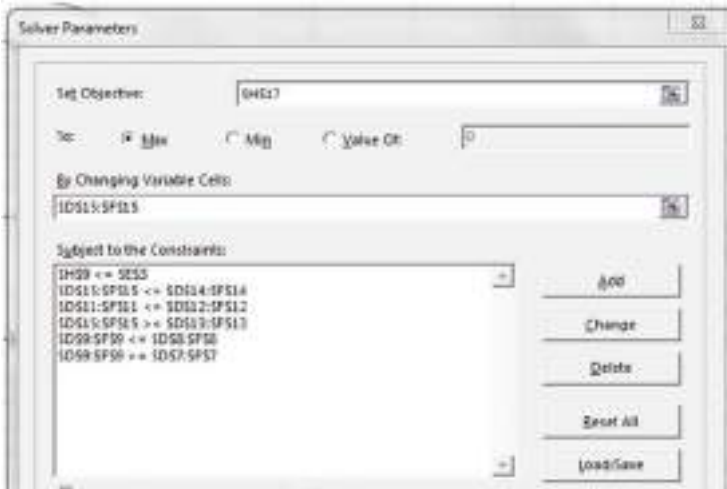 Solver Parameters
Set Objective: $H$17
To: Max Min Value Of: 0
By Changing Variable Cells:
$D$15:$F$15
Subject to the Constraints:
$H$9 <= $E$3
$D$15:$F$15 <= $D$14:$F$14
$D$11:$F$11 <= $D$12:$F$12
$D$15:$F$15 >= $D$13:$F$13
$D$9:$F$9 <= $D$8:$F$8
$D$9:$F$9 >= $D$7:$F$7
Add
Change
Delete
Reset All
Load/Save